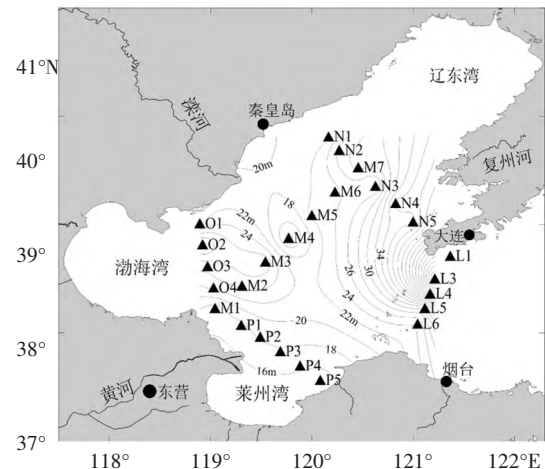 41°N
40°
39°
38°
37°
118°
119°
120°
121°
122°E
辽东湾
秦皇岛
滦河
复州河
大连
渤海湾
黄河
东营
莱州湾
烟台
N1
N2
M7
N3
M6
N4
M5
N5
O1
O2
M4
L1
O3
M3
L3
O4
M2
L4
M1
L5
P1
L6
P2
P3
P4
P5
20m
18
22m
24
34
26
30
24
22m
20
18
16m